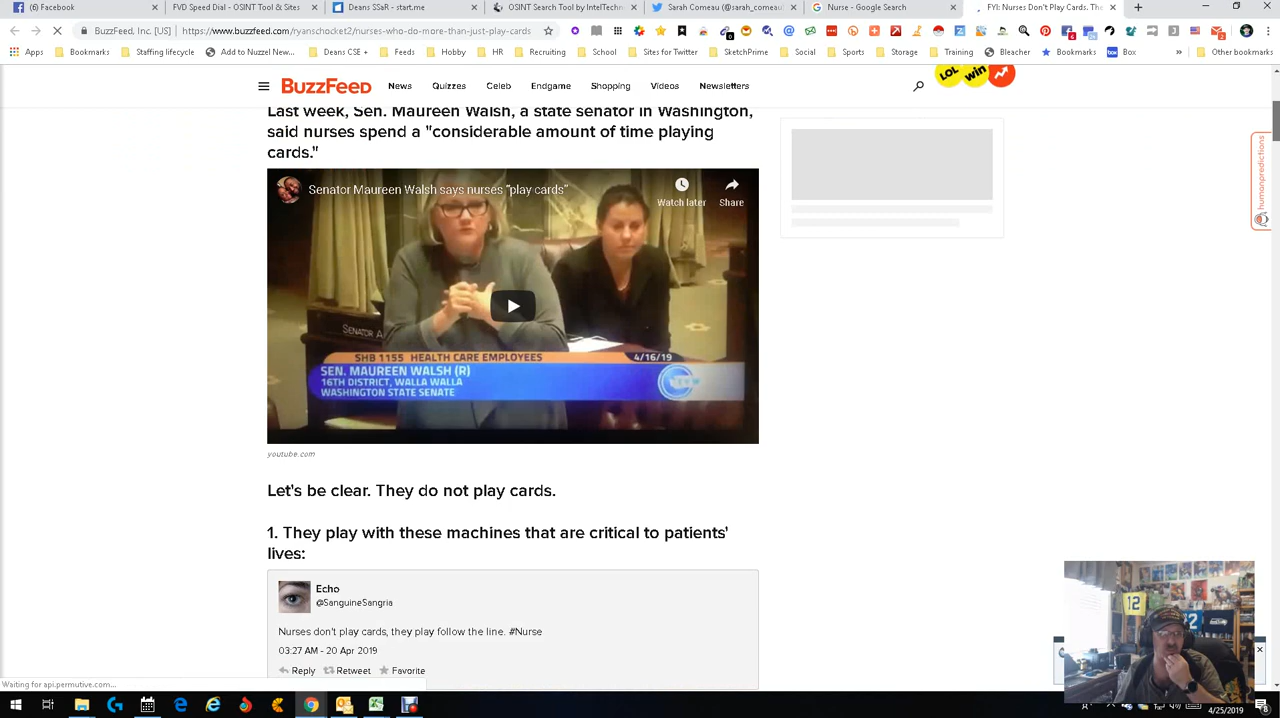 (6) Facebook
FVD Speed Dial - OSINT Tool & Sites
Deans SSaR - start.me
OSINT Search Tool by IntelTechn
Sarah Comeau (@sarah_comeau
Nurse - Google Search
FYI: Nurses Don't Play Cards. The
BuzzFeed Inc. [US] | https://www.buzzfeed.com/ryanschocket2/nurses-who-do-more-than-just-play-cards
Apps
Bookmarks
Staffing lifecycle
Add to Nuzzel New...
Deans CSE
Feeds
Hobby
HR
Recruiting
School
Sites for Twitter
SketchPrime
Social
Sports
Storage
Training
Bleacher
Bookmarks
Box
»
Other bookmarks
BuzzFeed
News
Quizzes
Celeb
Endgame
Shopping
Videos
Newsletters
LOL
win
Last week, Sen. Maureen Walsh, a state senator in Washington,
said nurses spend a "considerable amount of time playing
cards."
Senator Maureen Walsh says nurses "play cards"
Watch later
Share
SENATOR A
SHB 1155 HEALTH CARE EMPLOYEES
4/16/19
SEN. MAUREEN WALSH (R)
16TH DISTRICT, WALLA WALLA
WASHINGTON STATE SENATE
youtube.com
humanpredictions
Let's be clear. They do not play cards.
1. They play with these machines that are critical to patients'
lives:
Echo
@SanguineSangria
Nurses don't play cards, they play follow the line. #Nurse
03:27 AM - 20 Apr 2019
Reply
Retweet
Favorite
12
Waiting for api.permutive.com...
4/25/2019